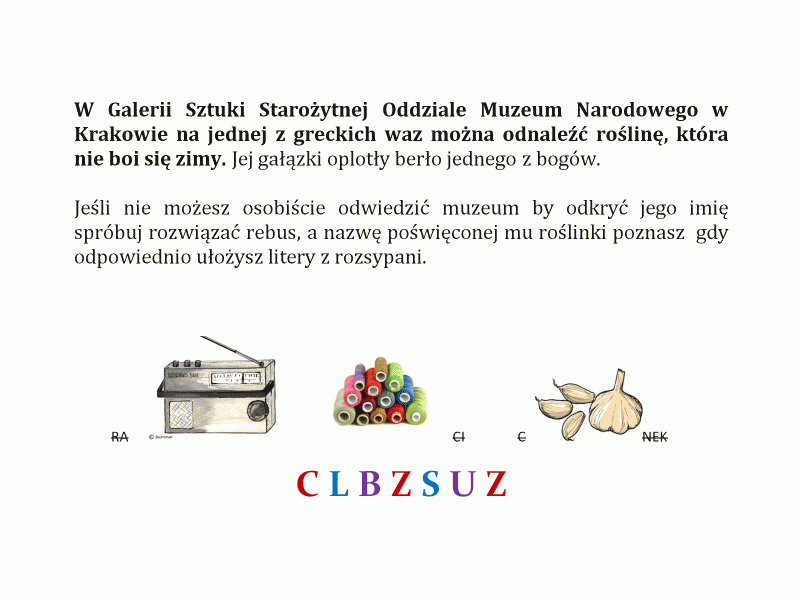 W Galerii Sztuki Starożytnej Oddziale Muzeum Narodowego w
Krakowie na jednej z greckich waz można odnaleźć roślinę, która
nie boi się zimy. Jej gałązki oplotły berło jednego z bogów.
Jeśli nie możesz osobiście odwiedzić muzeum by odkryć jego imię
spróbuj rozwiązać rebus, a nazwę poświęconej mu roślinki poznasz gdy
odpowiednio ułożysz litery z rozsypani.
RA CI C NEK
C L B Z S U Z